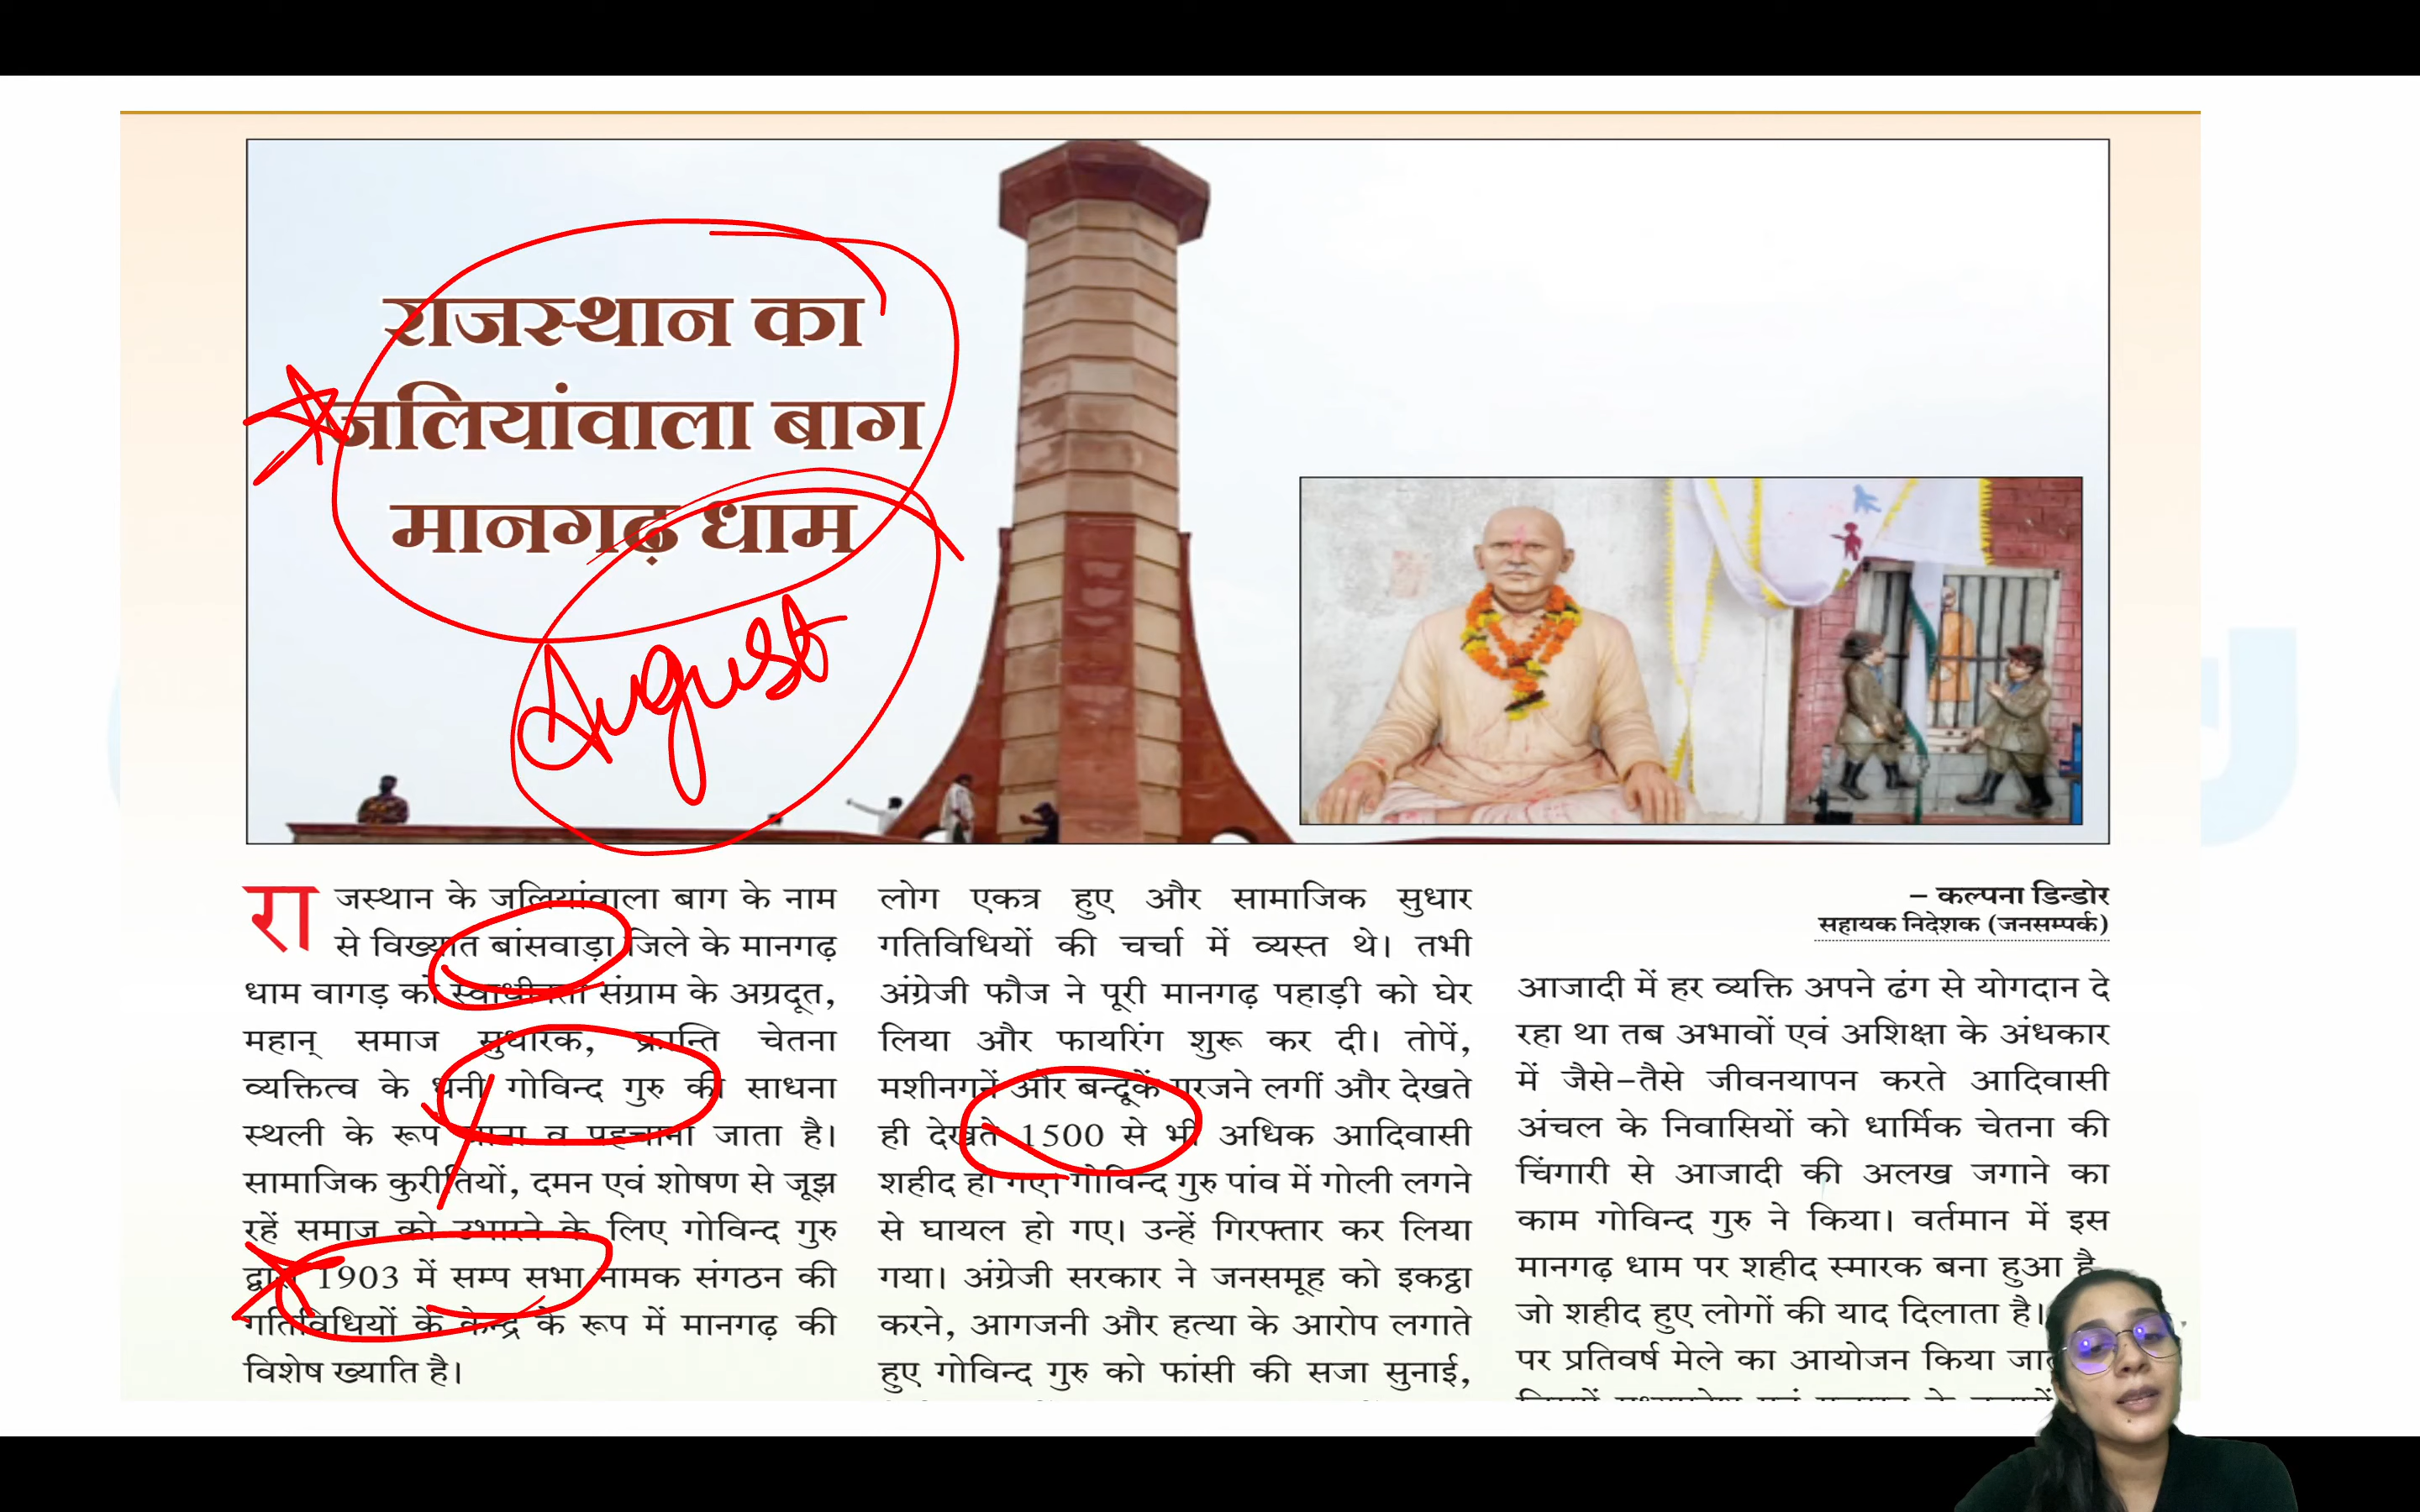 राजस्थान का
जलियांवाला बाग
मानगढ़ धाम
August
राजस्थान के जलियांवाला बाग के नाम
से विख्यात बांसवाड़ा जिले के मानगढ़
धाम वागड़ को स्वाधीनता संग्राम के अग्रदूत,
महान् समाज सुधारक, क्रान्ति चेतना
व्यक्तित्व के धनी गोविन्द गुरु की साधना
स्थली के रूप जाना व पहचाना जाता है।
सामाजिक कुरीतियों, दमन एवं शोषण से जूझ
रहें समाज को उभारने के लिए गोविन्द गुरु
द्वारा 1903 में सम्प सभा नामक संगठन की
गतिविधियों के केन्द्र के रूप में मानगढ़ की
विशेष ख्याति है।
लोग एकत्र हुए और सामाजिक सुधार
गतिविधियों की चर्चा में व्यस्त थे। तभी
अंग्रेजी फौज ने पूरी मानगढ़ पहाड़ी को घेर
लिया और फायरिंग शुरू कर दी। तोपें,
मशीनगनें और बन्दूकें गरजने लगीं और देखते
ही देखते 1500 से भी अधिक आदिवासी
शहीद हो गए। गोविन्द गुरु पांव में गोली लगने
से घायल हो गए। उन्हें गिरफ्तार कर लिया
गया। अंग्रेजी सरकार ने जनसमूह को इकट्ठा
करने, आगजनी और हत्या के आरोप लगाते
हुए गोविन्द गुरु को फांसी की सजा सुनाई,
– कल्पना डिन्डोर
सहायक निदेशक (जनसम्पर्क)
आजादी में हर व्यक्ति अपने ढंग से योगदान दे
रहा था तब अभावों एवं अशिक्षा के अंधकार
में जैसे-तैसे जीवनयापन करते आदिवासी
अंचल के निवासियों को धार्मिक चेतना की
चिंगारी से आजादी की अलख जगाने का
काम गोविन्द गुरु ने किया। वर्तमान में इस
मानगढ़ धाम पर शहीद स्मारक बना हुआ है
जो शहीद हुए लोगों की याद दिलाता है।
पर प्रतिवर्ष मेले का आयोजन किया